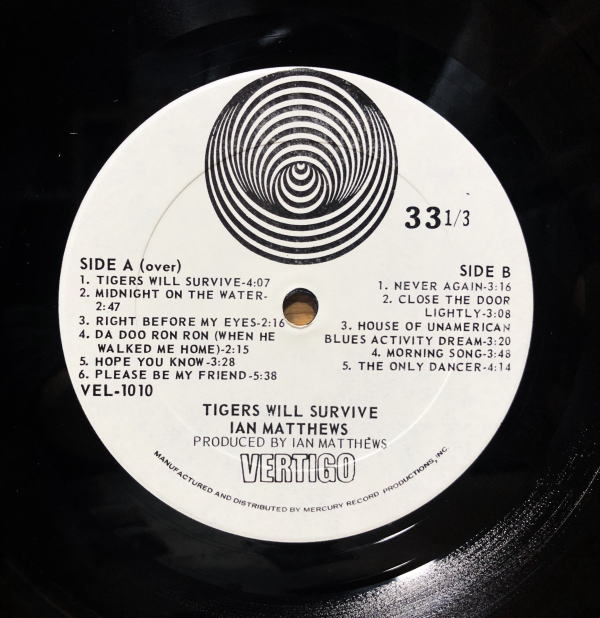 33 1/3
SIDE A (over)
1. TIGERS WILL SURVIVE-4:07
2. MIDNIGHT ON THE WATER-
2:47
3. RIGHT BEFORE MY EYES-2:16
4. DA DOO RON RON (WHEN HE
WALKED ME HOME)-2:15
5. HOPE YOU KNOW-3:28
6. PLEASE BE MY FRIEND-5:38
VEL-1010
SIDE B
1. NEVER AGAIN-3:16
2. CLOSE THE DOOR
LIGHTLY-3:08
3. HOUSE OF UNAMERICAN
BLUES ACTIVITY DREAM-3:20
4. MORNING SONG-3:48
5. THE ONLY DANCER-4:14
TIGERS WILL SURVIVE
IAN MATTHEWS
PRODUCED BY IAN MATTHEWS
VERTIGO
MANUFACTURED AND DISTRIBUTED BY MERCURY RECORD PRODUCTIONS, INC.